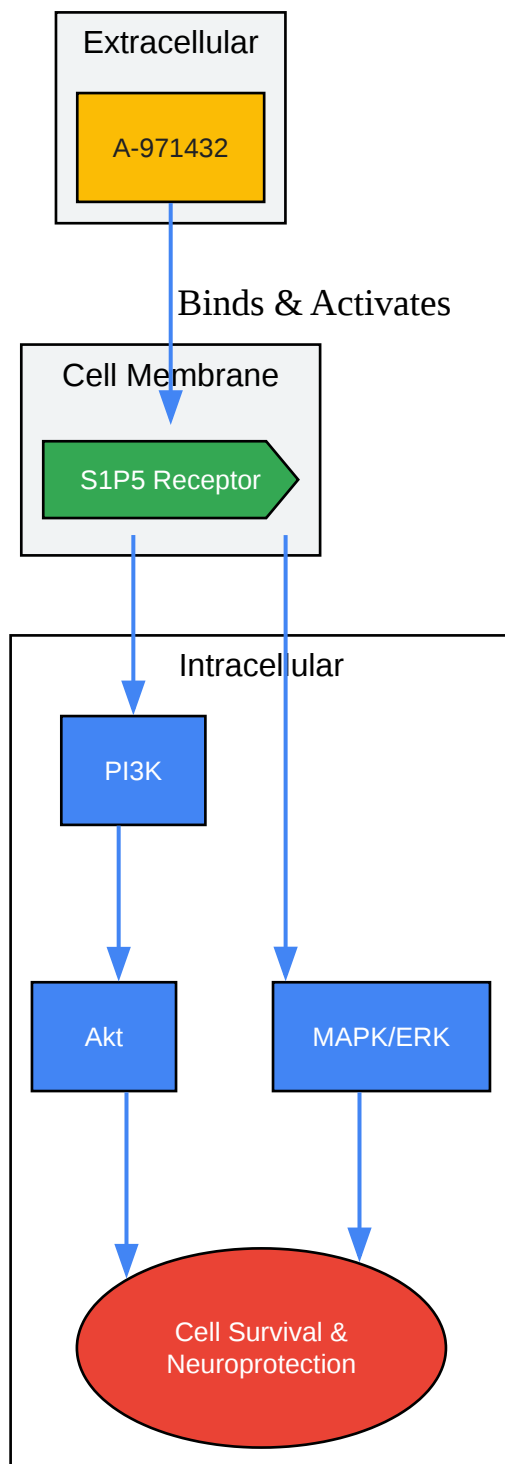 Extracellular
A-971432
Binds & Activates
Cell Membrane
S1P5 Receptor
Intracellular
PI3K
Akt
MAPK/ERK
Cell Survival &
Neuroprotection